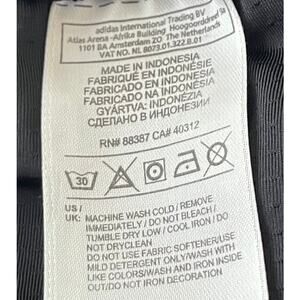 adidas International Trading BV
Atlas Arena -Afrika Building Hoogoorddreef 9a
1101 BA Amsterdam ZO The Netherlands
VAT NO. NL 8073.01.322.B.01
MADE IN INDONESIA
FABRIQUÉ EN INDONÉSIE
FABRICADO EN INDONESIA
FABRICADO EN INDONÉSIA
GYÁRTVA: INDONÉZIA
СДЕЛАНО В ИНДОНЕЗИИ
RN# 88387 CA# 40312
30
US /
UK: MACHINE WASH COLD / REMOVE
IMMEDIATELY / DO NOT BLEACH /
TUMBLE DRY LOW / COOL IRON / DO
NOT DRYCLEAN
DO NOT USE FABRIC SOFTENER/USE
MILD DETERGENT ONLY/WASH WITH
LIKE COLORS/WASH AND IRON INSIDE
OUT/DO NOT IRON DECORATION